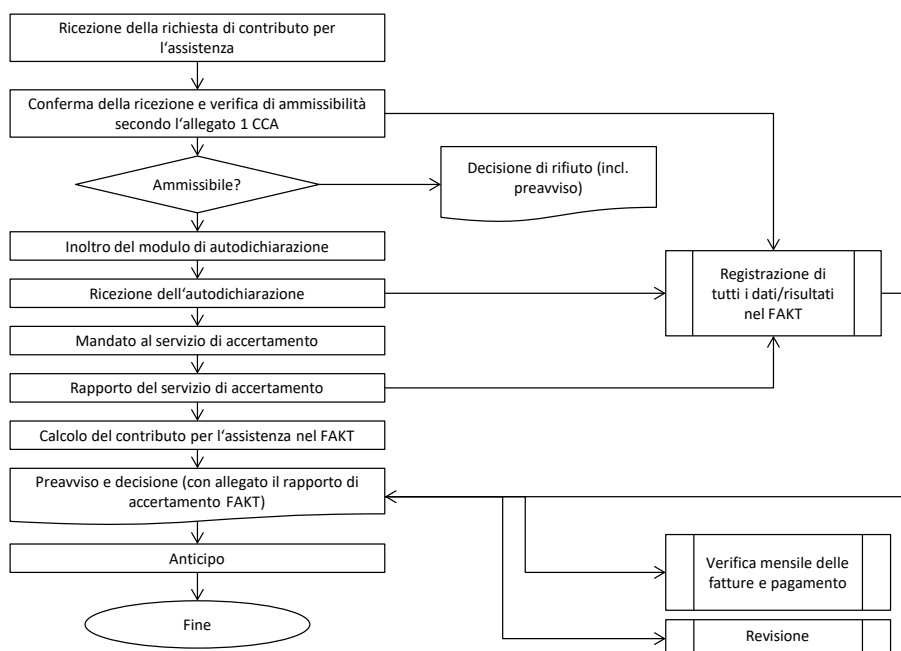 Ricezione della richiesta di contributo per
l‘assistenza
Conferma della ricezione e verifica di ammissibilità
secondo l‘allegato 1 CCA
Ammissibile?
Decisione di rifiuto (incl.
preavviso)
Inoltro del modulo di autodichiarazione
Ricezione dell‘autodichiarazione
Registrazione di
tutti i dati/risultati
nel FAKT
Mandato al servizio di accertamento
Rapporto del servizio di accertamento
Calcolo del contributo per l‘assistenza nel FAKT
Preavviso e decisione (con allegato il rapporto di
accertamento FAKT)
Anticipo
Verifica mensile delle
fatture e pagamento
Fine
Revisione